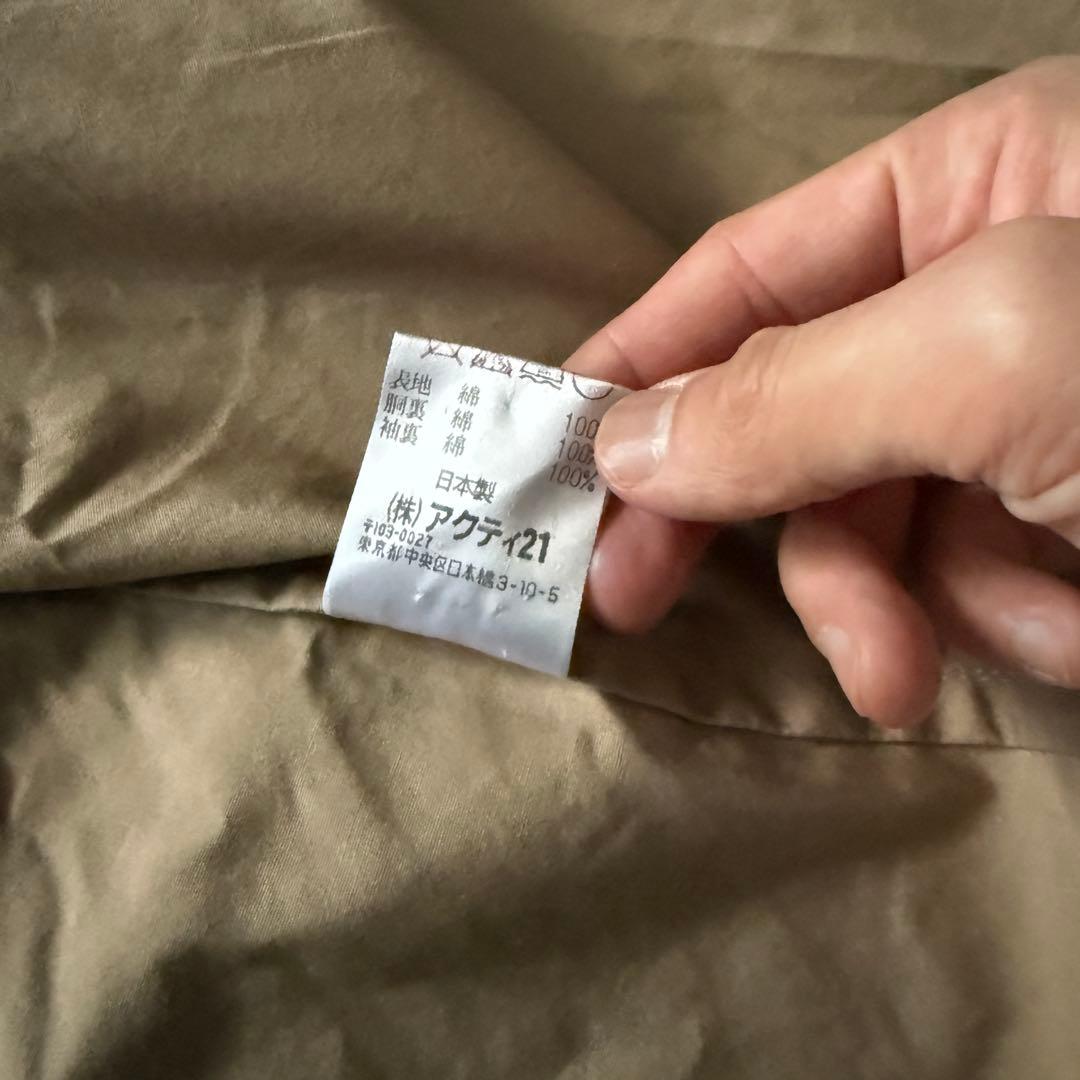 表地 綿 100
胴裏 綿 100%
袖裏 綿 100%
日本製
(株)アクティ21
〒103-0027
東京都中央区日本橋3-10-5